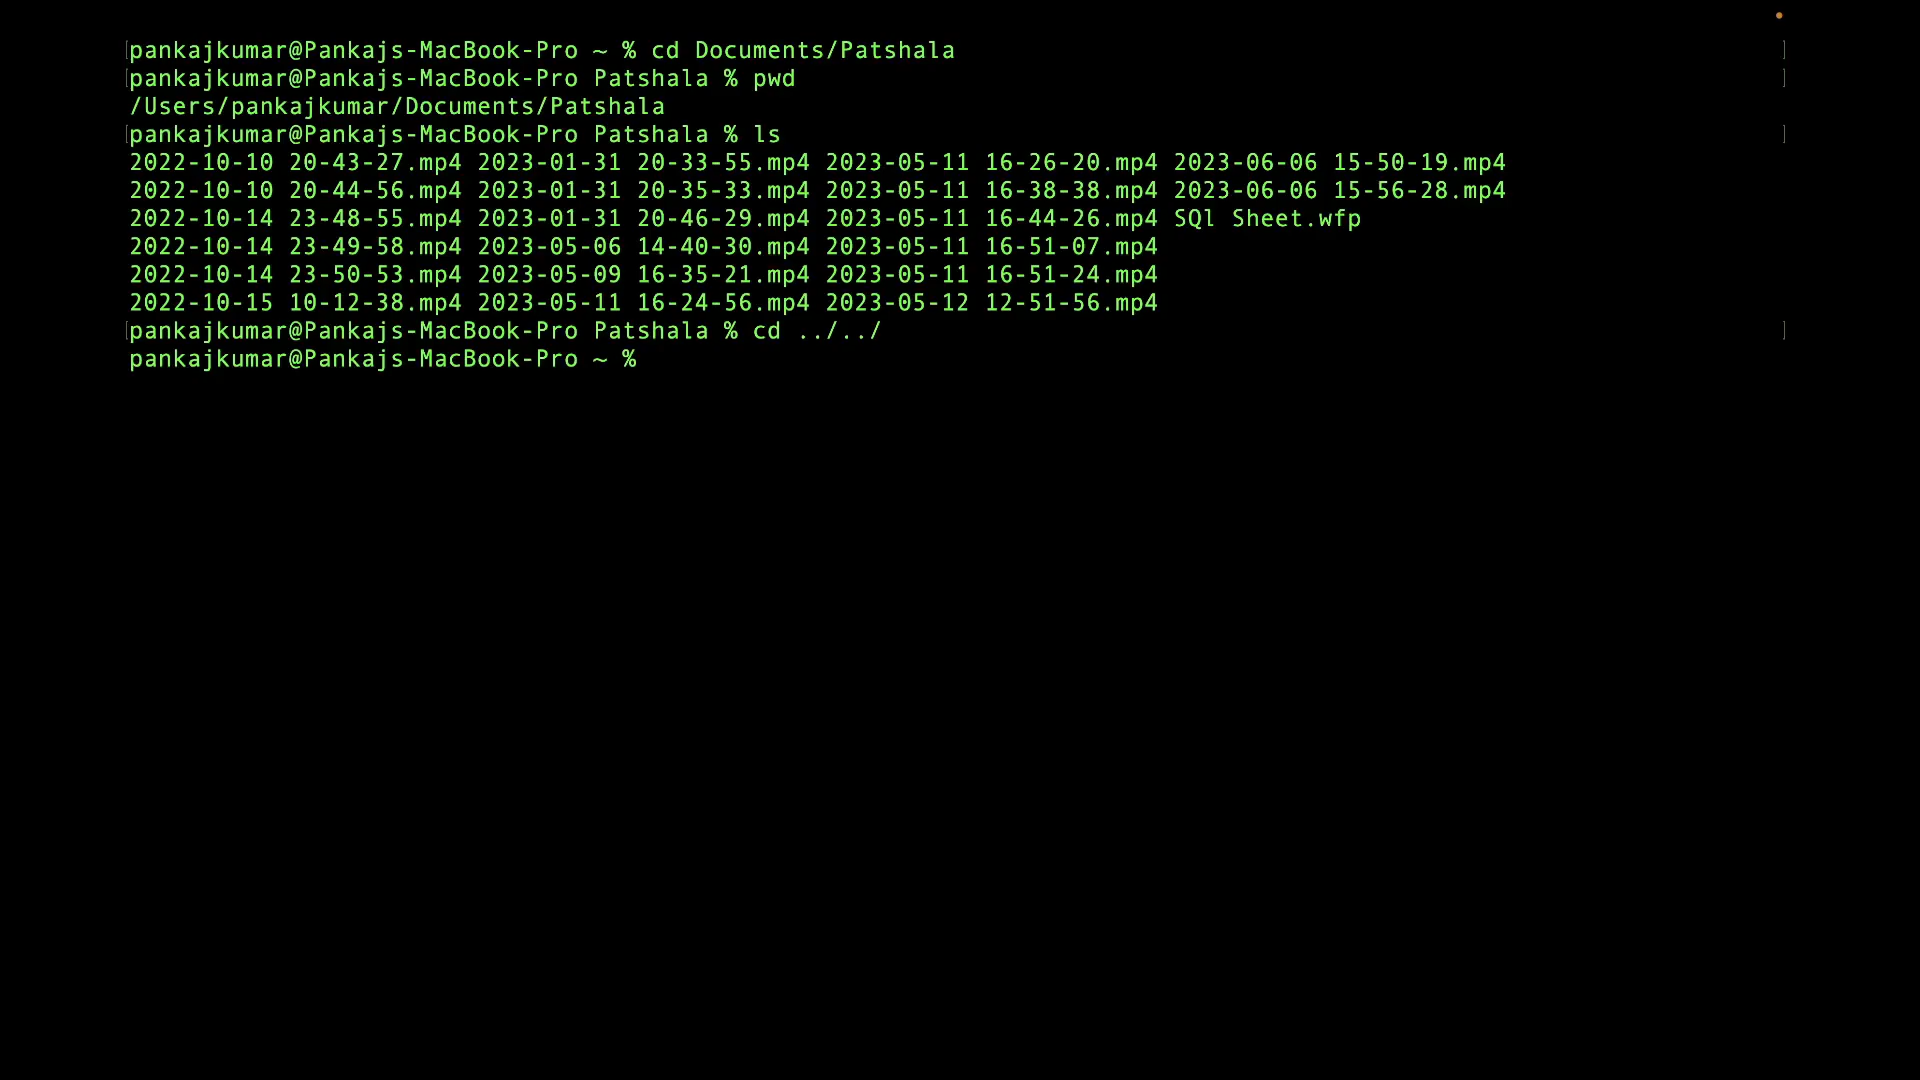 [pankajkumar@Pankajs-MacBook-Pro ~ % cd Documents/Patshala ]
[pankajkumar@Pankajs-MacBook-Pro Patshala % pwd ]
/Users/pankajkumar/Documents/Patshala
[pankajkumar@Pankajs-MacBook-Pro Patshala % ls ]
2022-10-10 20-43-27.mp4 2023-01-31 20-33-55.mp4 2023-05-11 16-26-20.mp4 2023-06-06 15-50-19.mp4
2022-10-10 20-44-56.mp4 2023-01-31 20-35-33.mp4 2023-05-11 16-38-38.mp4 2023-06-06 15-56-28.mp4
2022-10-14 23-48-55.mp4 2023-01-31 20-46-29.mp4 2023-05-11 16-44-26.mp4 SQl Sheet.wfp
2022-10-14 23-49-58.mp4 2023-05-06 14-40-30.mp4 2023-05-11 16-51-07.mp4
2022-10-14 23-50-53.mp4 2023-05-09 16-35-21.mp4 2023-05-11 16-51-24.mp4
2022-10-15 10-12-38.mp4 2023-05-11 16-24-56.mp4 2023-05-12 12-51-56.mp4
[pankajkumar@Pankajs-MacBook-Pro Patshala % cd ../../ ]
pankajkumar@Pankajs-MacBook-Pro ~ %